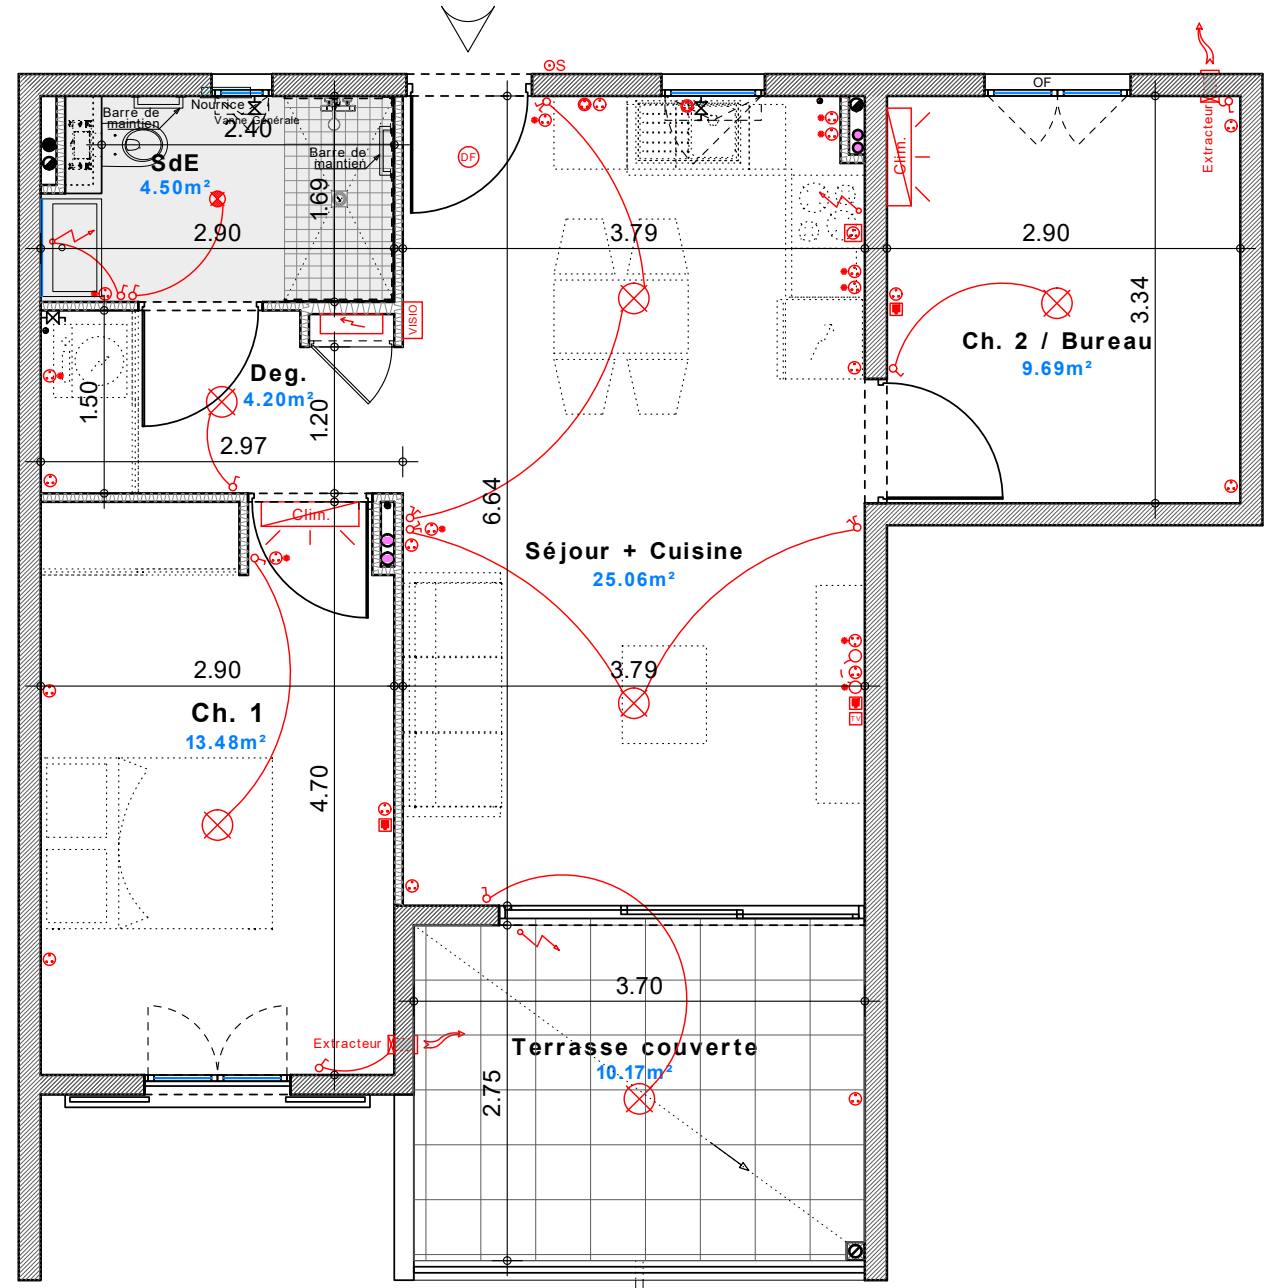 S
Barre de
maintien
Nourrice
Vanne Générale
2.40
SdE
4.50m²
Barre de
maintien
1.69
2.90
DF
3.79
Clim.
OF
Extracteur
2.90
3.34
Ch. 2 / Bureau
9.69m²
VISIO
Deg.
4.20m²
1.50
1.20
2.97
6.64
Clim.
Séjour + Cuisine
25.06m²
2.90
3.79
Ch. 1
13.48m²
TV
4.70
3.70
Extracteur
Terrasse couverte
10.17m²
2.75